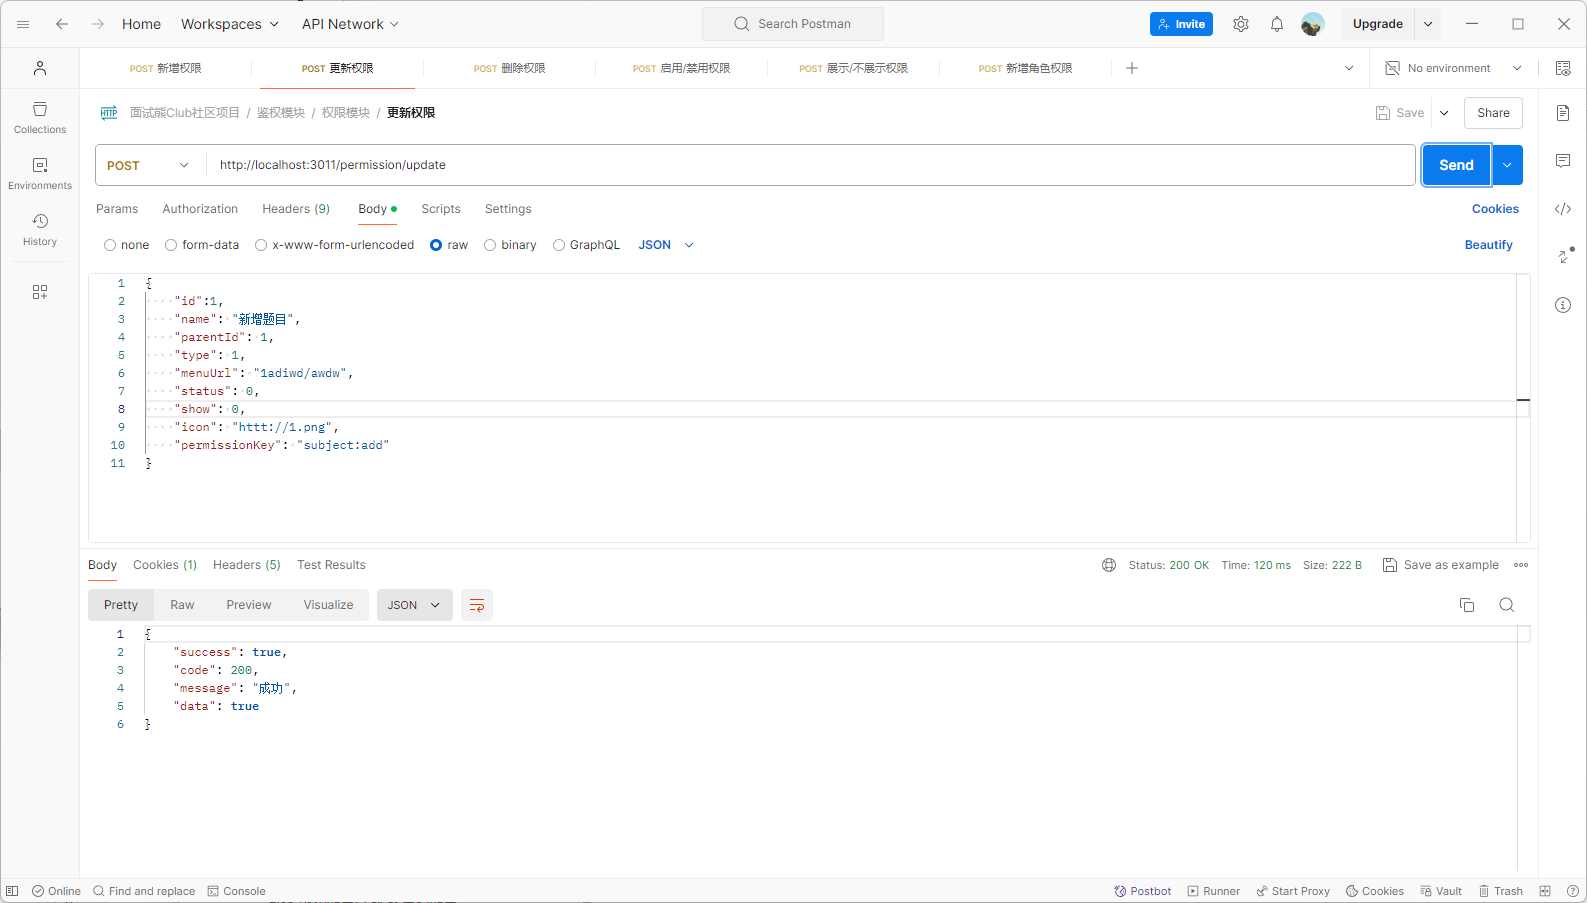 Home Workspaces API Network Search Postman Invite Upgrade
POST 新增权限 POST 更新权限 POST 删除权限 POST 启用/禁用权限 POST 展示/不展示权限 POST 新增角色权限 No environment
HTTP 面试熊Club社区项目 / 鉴权模块 / 权限模块 / 更新权限 Save Share
Collections
POST http://localhost:3011/permission/update Send
Environments
Params Authorization Headers (9) Body Scripts Settings Cookies
History
none form-data x-www-form-urlencoded raw binary GraphQL JSON Beautify
1 {
2 "id":1,
3 "name": "新增题目",
4 "parentId": 1,
5 "type": 1,
6 "menuUrl": "1adiwd/awdw",
7 "status": 0,
8 "show": 0,
9 "icon": "httt://1.png",
10 "permissionKey": "subject:add"
11 }
Body Cookies (1) Headers (5) Test Results Status: 200 OK Time: 120 ms Size: 222 B Save as example
Pretty Raw Preview Visualize JSON
1 {
2 "success": true,
3 "code": 200,
4 "message": "成功",
5 "data": true
6 }
Online Find and replace Console Postbot Runner Start Proxy Cookies Vault Trash